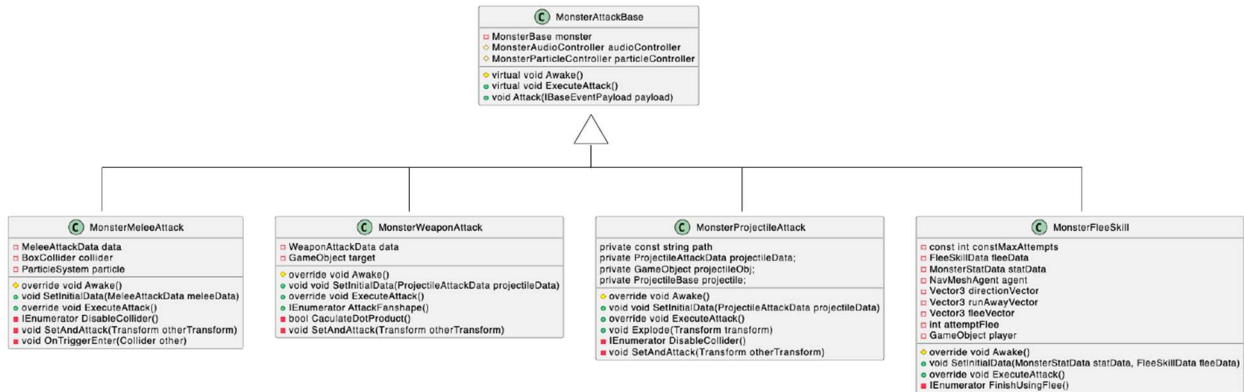 C MonsterAttackBase
MonsterBase monster
MonsterAudioController audioController
MonsterParticleController particleController
virtual void Awake()
virtual void ExecuteAttack()
void Attack(IBaseEventPayload payload)
C MonsterMeleeAttack
MeleeAttackData data
BoxCollider collider
ParticleSystem particle
override void Awake()
void SetInitialData(MeleeAttackData meleeData)
override void ExecuteAttack()
IEnumerator DisableCollider()
void SetAndAttack(Transform otherTransform)
void OnTriggerEnter(Collider other)
C MonsterWeaponAttack
WeaponAttackData data
GameObject target
override void Awake()
void void SetInitialData(ProjectileAttackData projectileData)
override void ExecuteAttack()
IEnumerator AttackFanshape()
bool CaculateDotProduct()
void SetAndAttack(Transform otherTransform)
C MonsterProjectileAttack
private const string path
private ProjectileAttackData projectileData;
private GameObject projectileObj;
private ProjectileBase projectile;
override void Awake()
void void SetInitialData(ProjectileAttackData projectileData)
override void ExecuteAttack()
void Explode(Transform transform)
IEnumerator DisableCollider()
void SetAndAttack(Transform otherTransform)
C MonsterFleeSkill
const int constMaxAttempts
FleeSkillData fleeData
MonsterStatData statData
NavMeshAgent agent
Vector3 directionVector
Vector3 runAwayVector
Vector3 fleeVector
int attemptFlee
GameObject player
override void Awake()
void SetInitialData(MonsterStatData statData, FleeSkillData fleeData)
override void ExecuteAttack()
IEnumerator FinishUsingFlee()